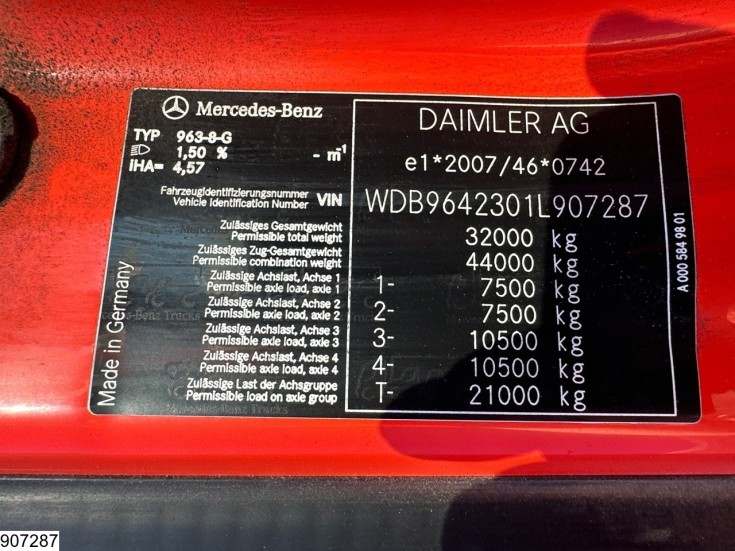 Mercedes-Benz
TYP 963-8-G
1,50 % - m⁻¹
IHA= 4,57
Fahrzeugidentifizierungsnummer
Vehicle Identification Number VIN
Zulässiges Gesamtgewicht
Permissible total weight
Zulässiges Zug-Gesamtgewicht
Permissible combination weight
Zulässige Achslast, Achse 1
Permissible axle load, axle 1
Zulässige Achslast, Achse 2
Permissible axle load, axle 2
Zulässige Achslast, Achse 3
Permissible axle load, axle 3
Zulässige Achslast, Achse 4
Permissible axle load, axle 4
Zulässige Last der Achsgruppe
Permissible load on axle group
Made in Germany
DAIMLER AG
e1*2007/46*0742
WDB9642301L907287
32000 kg
44000 kg
1- 7500 kg
2- 7500 kg
3- 10500 kg
4- 10500 kg
T- 21000 kg
A 000 584 98 01
907287